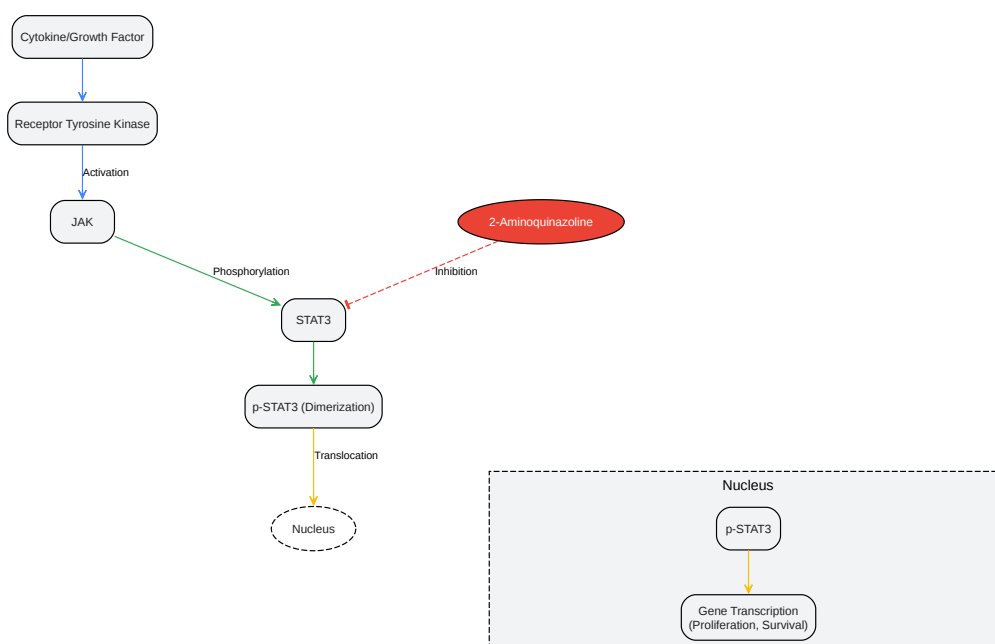 Cytokine/Growth Factor
Receptor Tyrosine Kinase
Activation
JAK
2-Aminoquinazoline
Phosphorylation
Inhibition
STAT3
p-STAT3 (Dimerization)
Translocation
Nucleus
Nucleus
p-STAT3
Gene Transcription
(Proliferation, Survival)